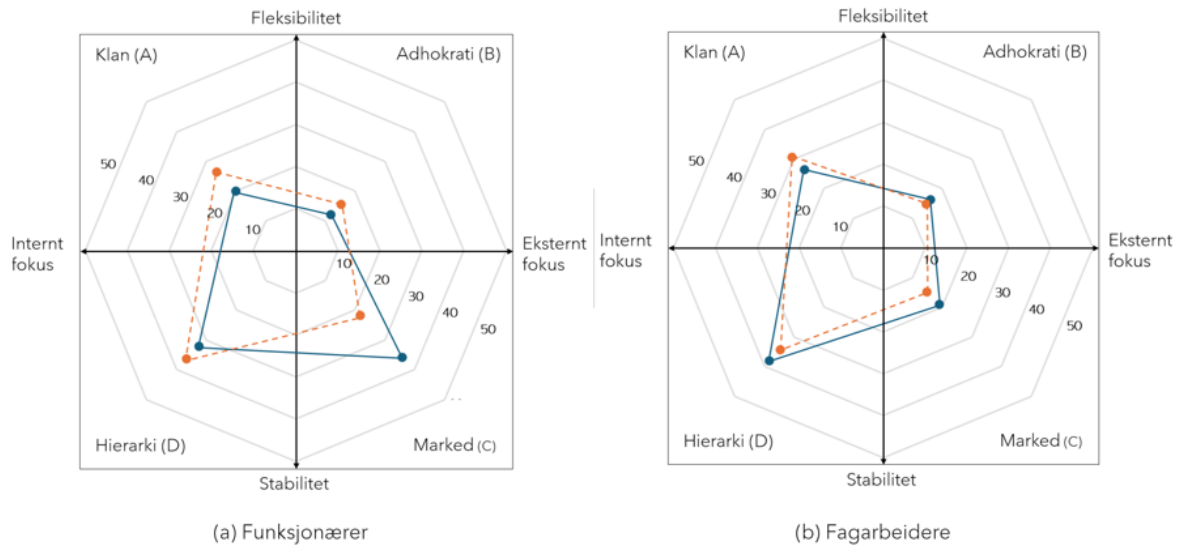 Fleksibilitet
Klan (A)
Adhokrati (B)
50
40
30
20
10
Internt
fokus
Eksternt
fokus
10
20
30
40
50
Hierarki (D)
Marked (C)
Stabilitet
(a) Funksjonærer
Fleksibilitet
Klan (A)
Adhokrati (B)
50
40
30
20
10
Internt
fokus
Eksternt
fokus
10
20
30
40
50
Hierarki (D)
Marked (C)
Stabilitet
(b) Fagarbeidere